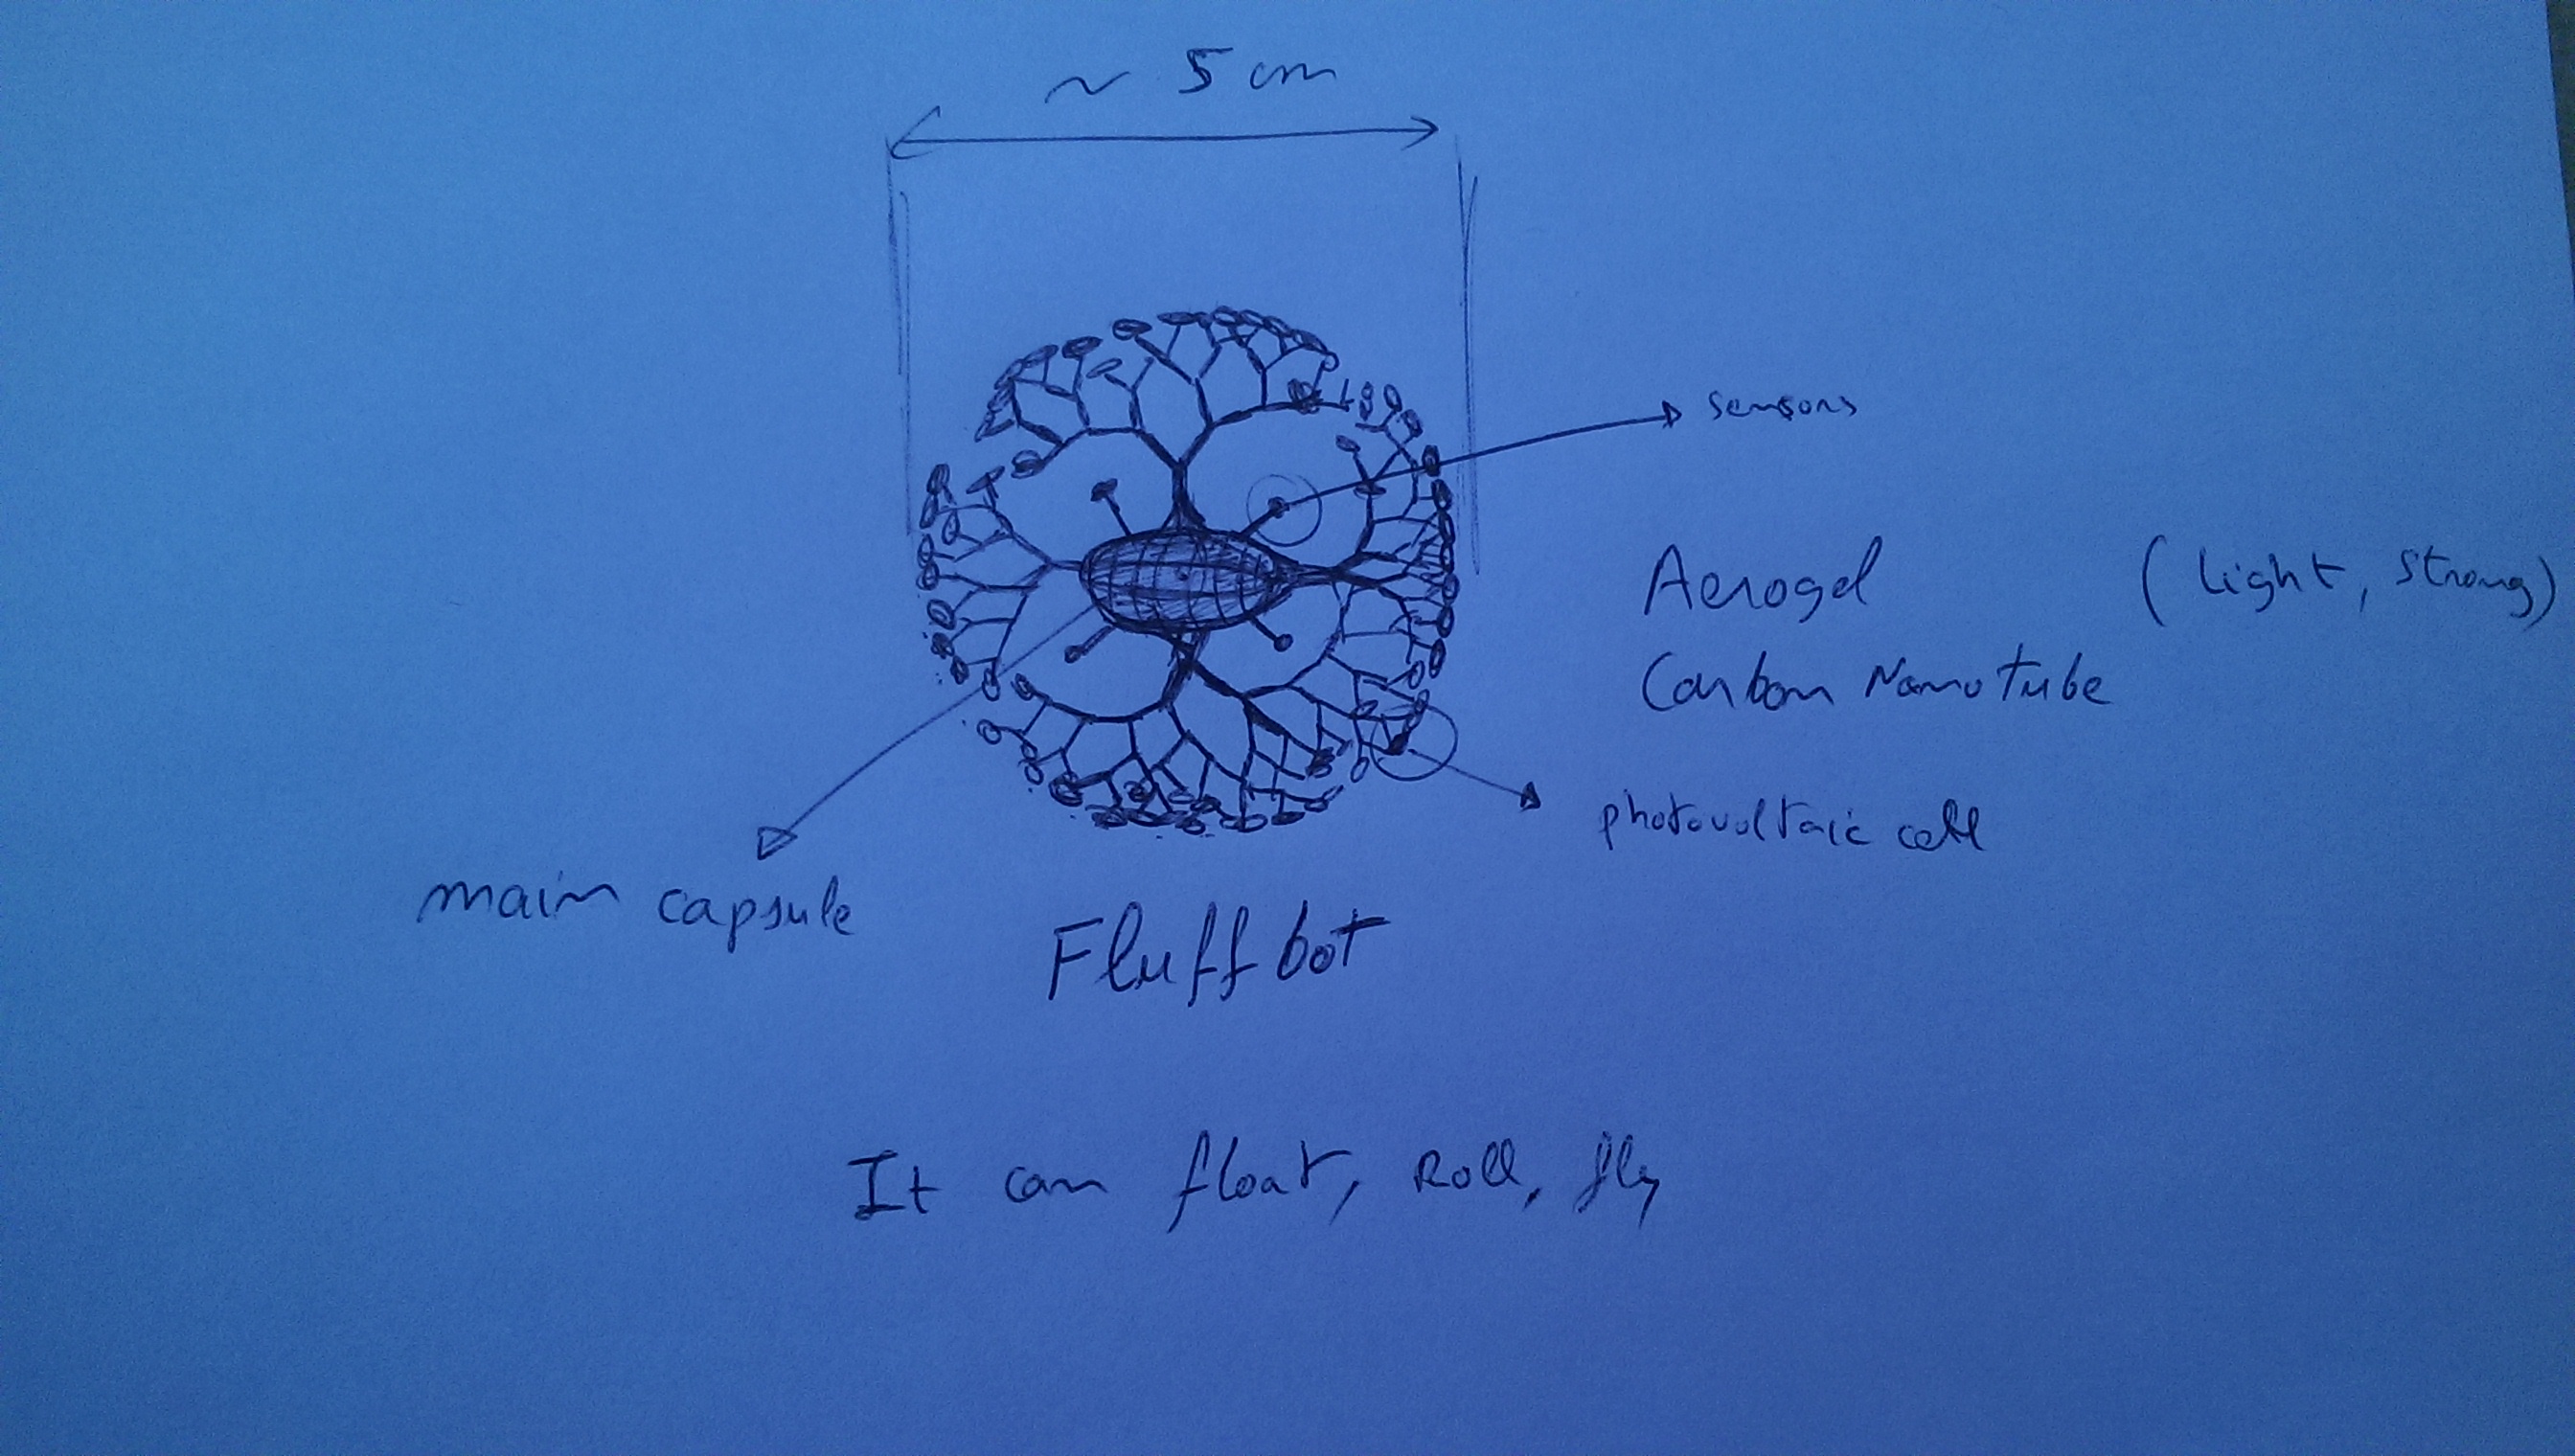 ~ 5 cm
sensors
Aerogel (light, strong)
Carbon Nanotube
photovoltaic cell
main capsule
Fluffbot
It can float, Roll, fly